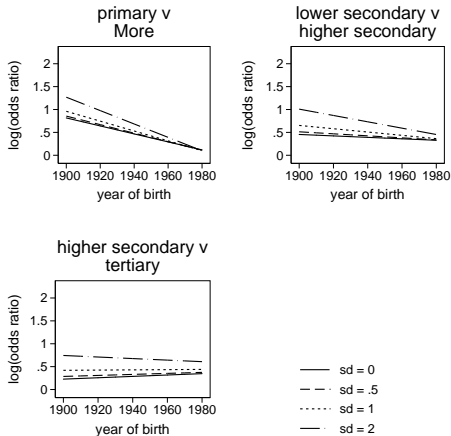 primary v
More
log(odds ratio)
2
1.5
1
.5
0
1900 1920 1940 1960 1980
year of birth
lower secondary v
higher secondary
log(odds ratio)
2
1.5
1
.5
0
1900 1920 1940 1960 1980
year of birth
higher secondary v
tertiary
log(odds ratio)
2
1.5
1
.5
0
1900 1920 1940 1960 1980
year of birth
sd = 0
sd = .5
sd = 1
sd = 2